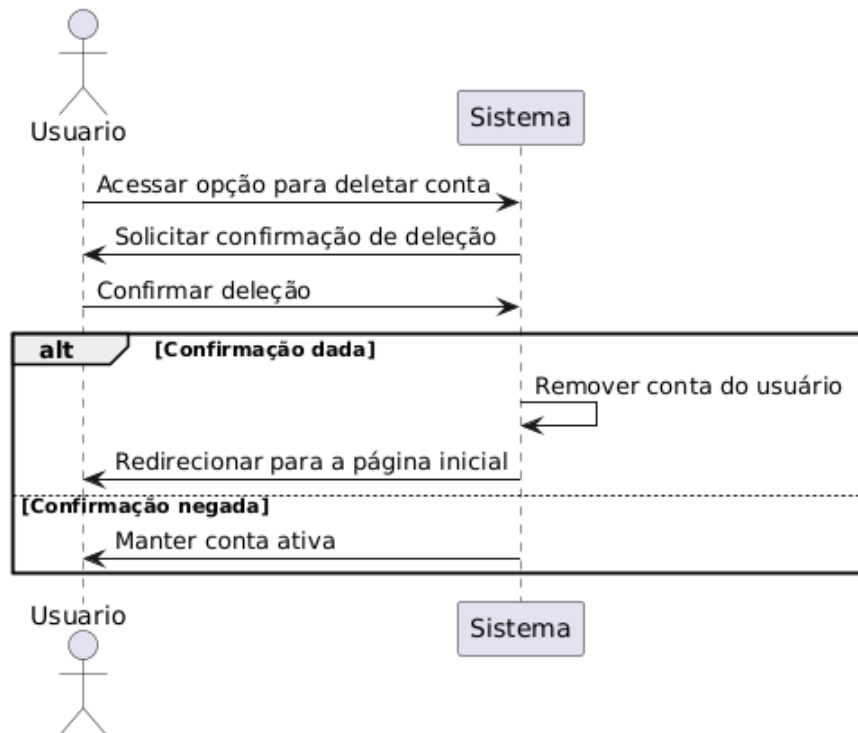 Usuario
Sistema
Acessar opção para deletar conta
Solicitar confirmação de deleção
Confirmar deleção
alt [Confirmação dada]
Remover conta do usuário
Redirecionar para a página inicial
[Confirmação negada]
Manter conta ativa
Usuario
Sistema